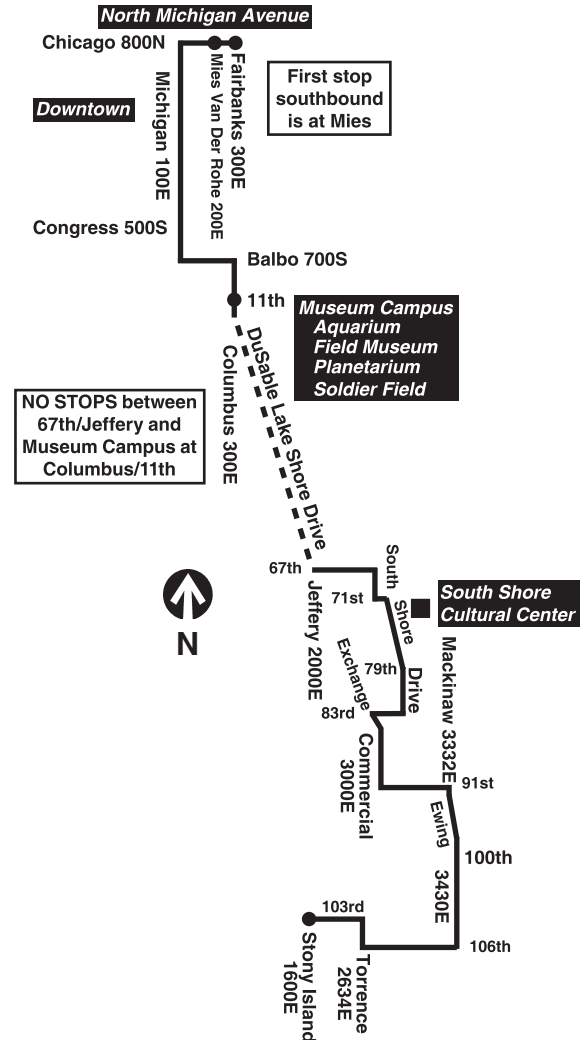 North Michigan Avenue
Chicago 800N
Fairbanks 300E
Mies Van Der Rohe 200E
First stop
southbound
is at Mies
Downtown
Michigan 100E
Congress 500S
Balbo 700S
11th
Museum Campus
Aquarium
Field Museum
Planetarium
Soldier Field
DuSable Lake Shore Drive
Columbus 300E
NO STOPS between
67th/Jeffery and
Museum Campus at
Columbus/11th
67th
South
Shore
Drive
71st
South Shore
Cultural Center
N
Jeffery 2000E
Exchange
79th
Mackinaw 3332E
83rd
Commercial
3000E
91st
Ewing
3430E
100th
103rd
106th
Stony Island
1600E
Torrence
2634E